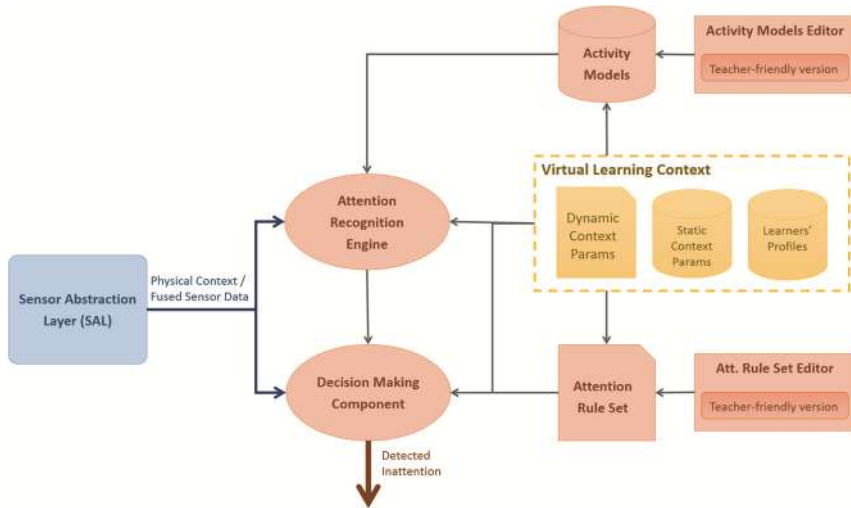 Activity Models Editor
Teacher-friendly version
Activity
Models
Virtual Learning Context
Dynamic
Context
Params
Static
Context
Params
Learners'
Profiles
Attention
Recognition
Engine
Physical Context /
Fused Sensor Data
Sensor Abstraction
Layer (SAL)
Decision Making
Component
Attention
Rule Set
Att. Rule Set Editor
Teacher-friendly version
Detected
Inattention